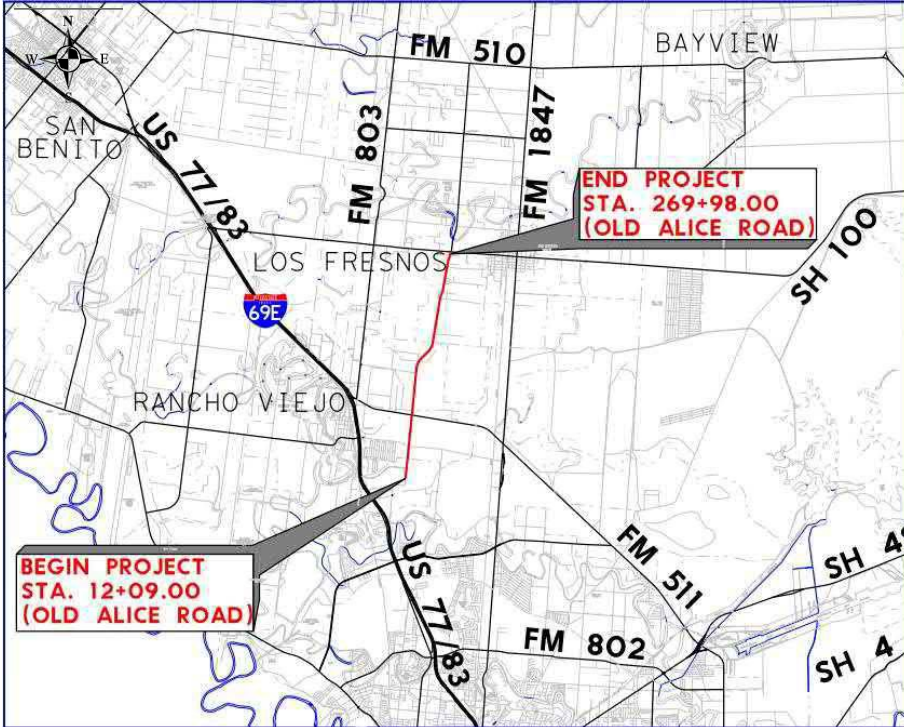 N
W E
S
FM 510
BAYVIEW
SAN
BENITO
US 77/83
FM 803
FM 1847
END PROJECT
STA. 269+98.00
(OLD ALICE ROAD)
LOS FRESNOS
SH 100
69E
RANCHO VIEJO
BEGIN PROJECT
STA. 12+09.00
(OLD ALICE ROAD)
US 77/83
FM 511
FM 802
SH 48
SH 4